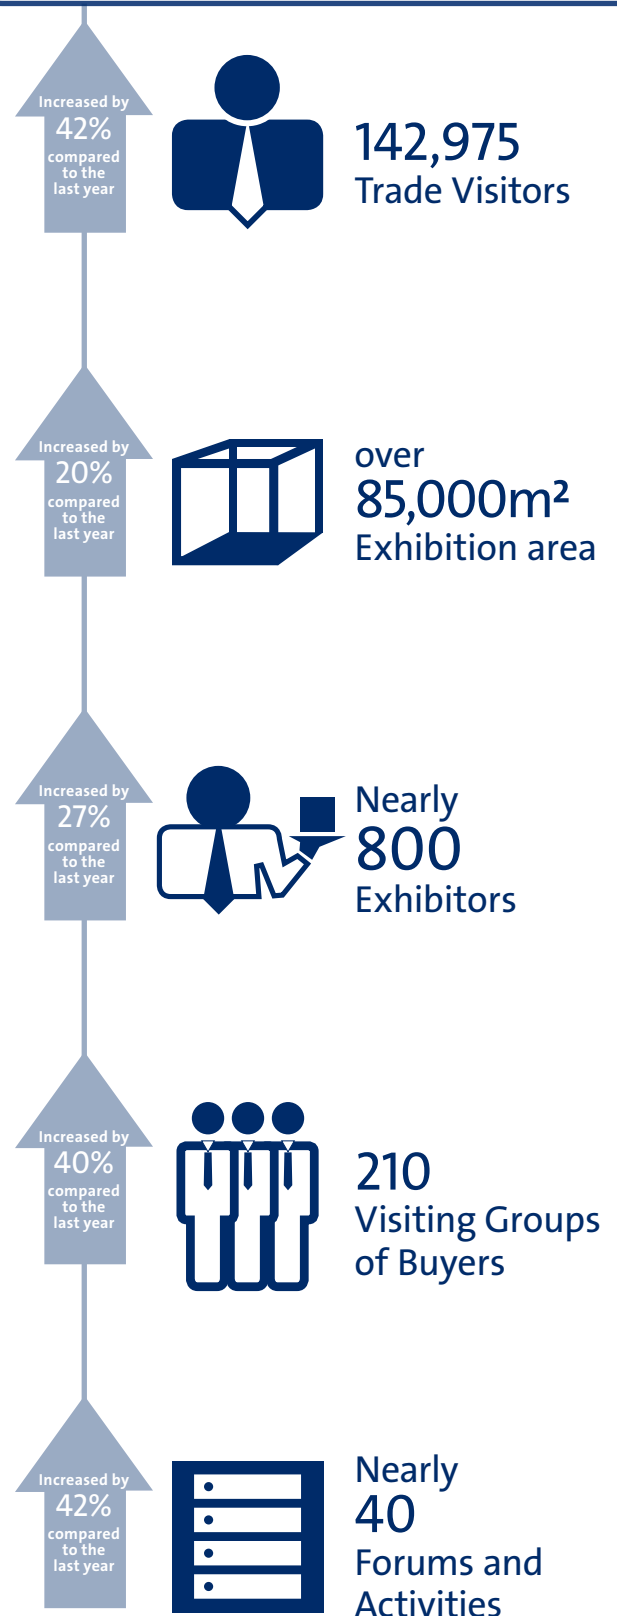 Increased by
42%
compared
to the
last year
142,975
Trade Visitors
Increased by
20%
compared
to the
last year
over
85,000m²
Exhibition area
Increased by
27%
compared
to the
last year
Nearly
800
Exhibitors
Increased by
40%
compared
to the
last year
210
Visiting Groups
of Buyers
Increased by
42%
compared
to the
last year
Nearly
40
Forums and
Activities